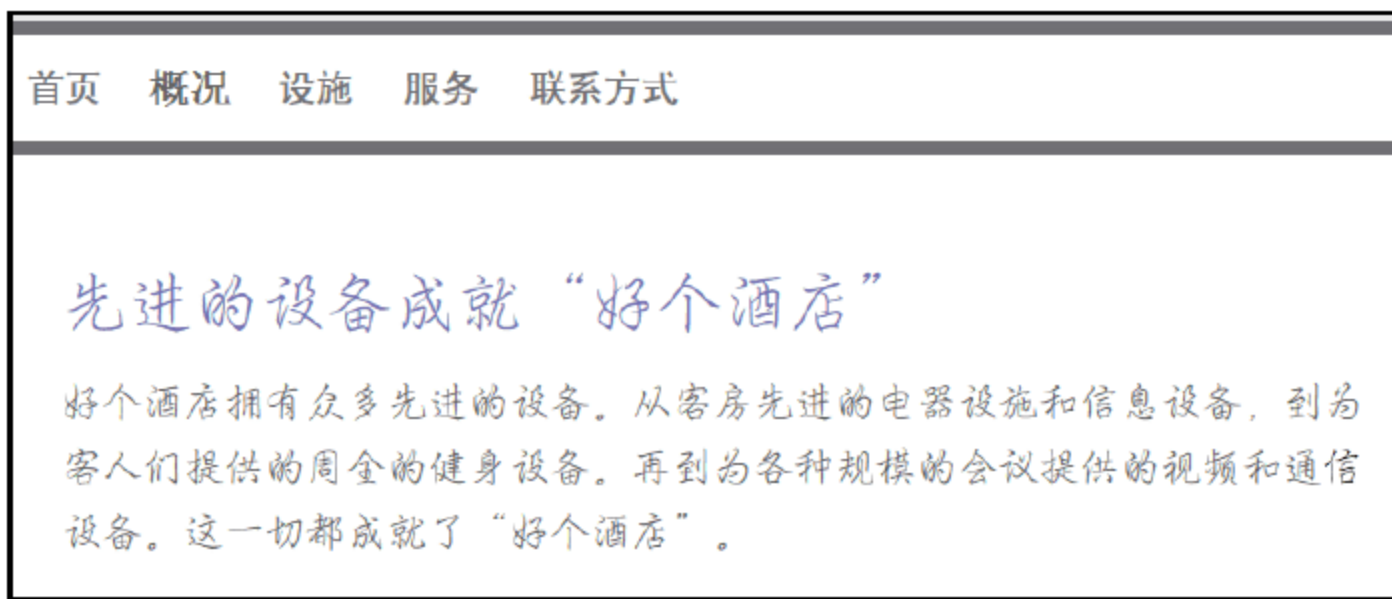 首页 概况 设施 服务 联系方式
先进的设备成就“好个酒店”
好个酒店拥有众多先进的设备。从客房先进的电器设施和信息设备，到为
客人们提供的周全的健身设备。再到为各种规模的会议提供的视频和通信
设备。这一切都成就了“好个酒店”。